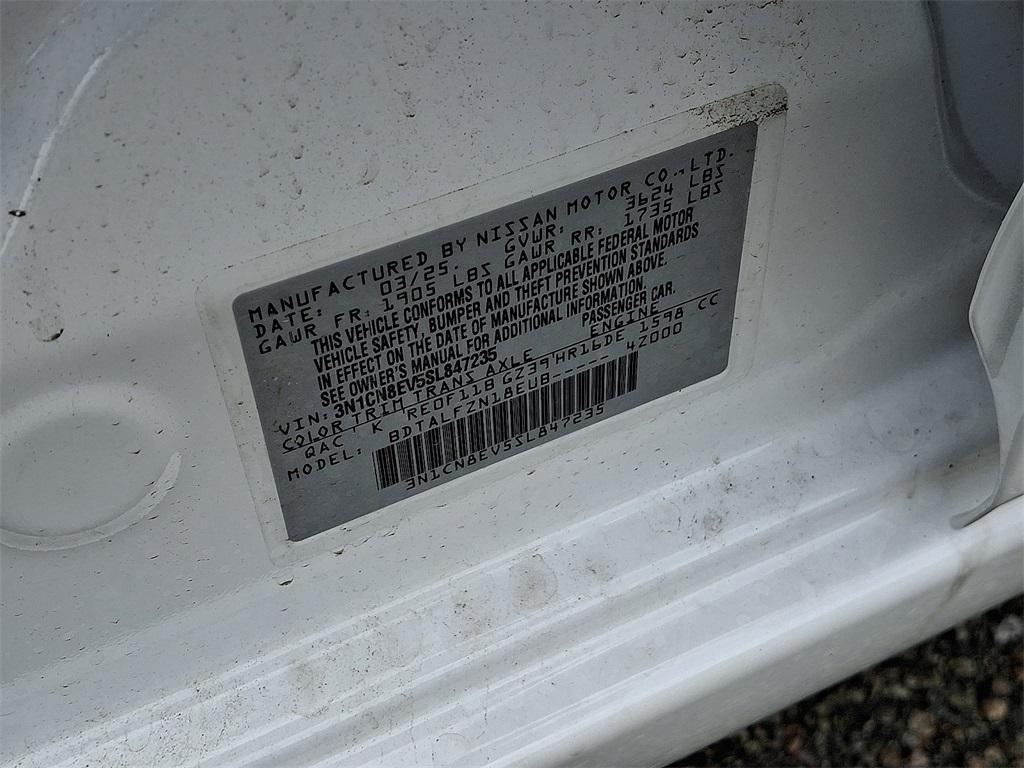 MANUFACTURED BY NISSAN MOTOR CO., LTD.
DATE: 03/25. GVWR: 3624 LBS
GAWR FR: 1905 LBS GAWR RR: 1735 LBS
THIS VEHICLE CONFORMS TO ALL APPLICABLE FEDERAL MOTOR
VEHICLE SAFETY, BUMPER AND THEFT PREVENTION STANDARDS
IN EFFECT ON THE DATE OF MANUFACTURE SHOWN ABOVE.
SEE OWNER'S MANUAL FOR ADDITIONAL INFORMATION.
VIN: 3N1CN8EV5SL847235 PASSENGER CAR.
COLOR TRIM TRANS AXLE ENGINE
QAC K RE0F11B GZ39 HR16DE 1598 CC
MODEL: BDTALFZN18EUB----- 4Z000
3N1CN8EV5SL847235